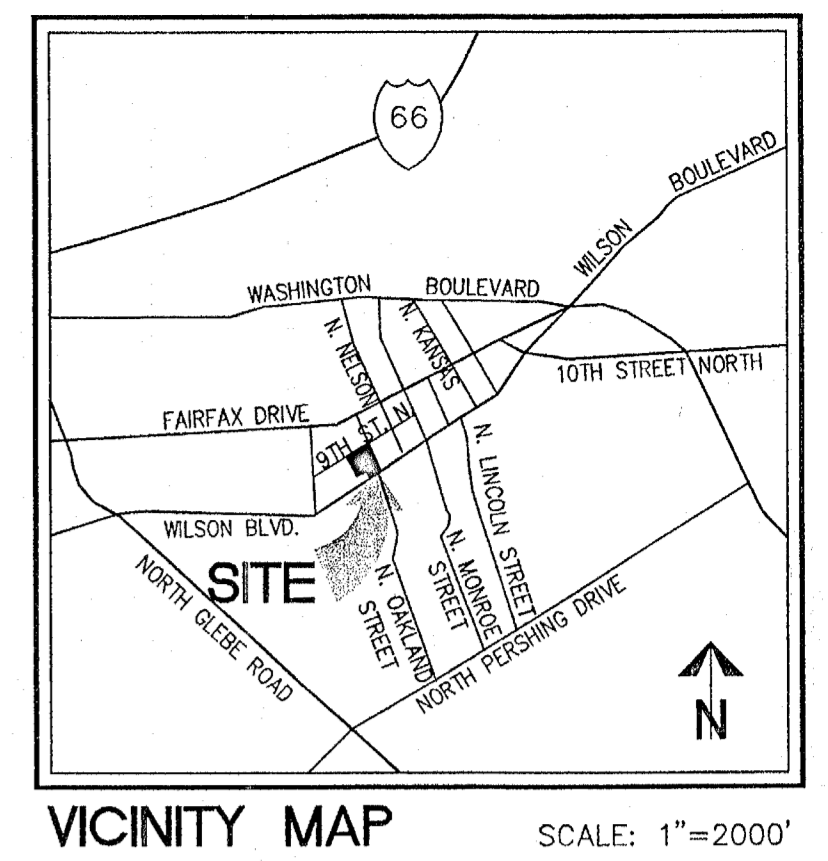 66
WILSON BOULEVARD
WASHINGTON BOULEVARD
N. NELSON
N. KANSAS
10TH STREET NORTH
FAIRFAX DRIVE
9TH ST. N
WILSON BLVD.
N. LINCOLN STREET
SITE
NORTH GLEBE ROAD
N. OAKLAND
STREET
N. MONROE
STREET
NORTH PERSHING DRIVE
N
VICINITY MAP
SCALE: 1"=2000'